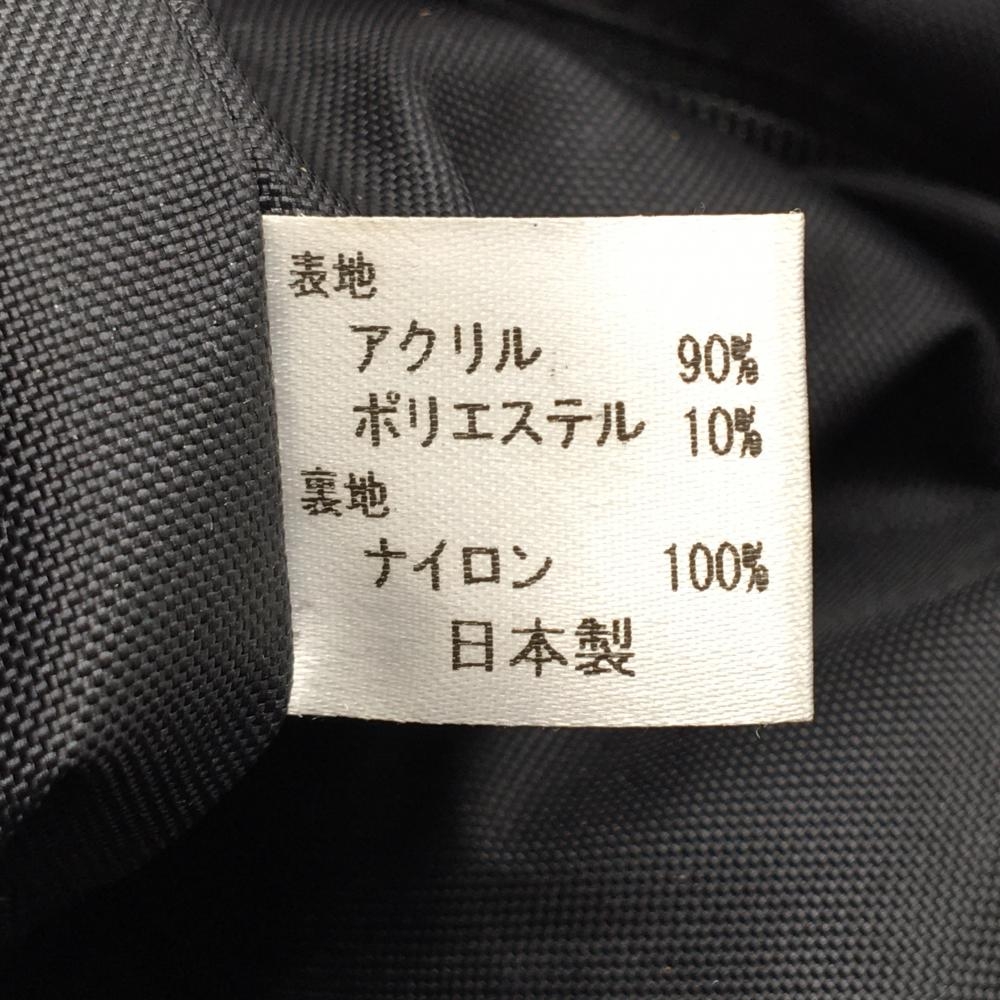 表地
アクリル 90%
ポリエステル 10%
裏地
ナイロン 100%
日本製